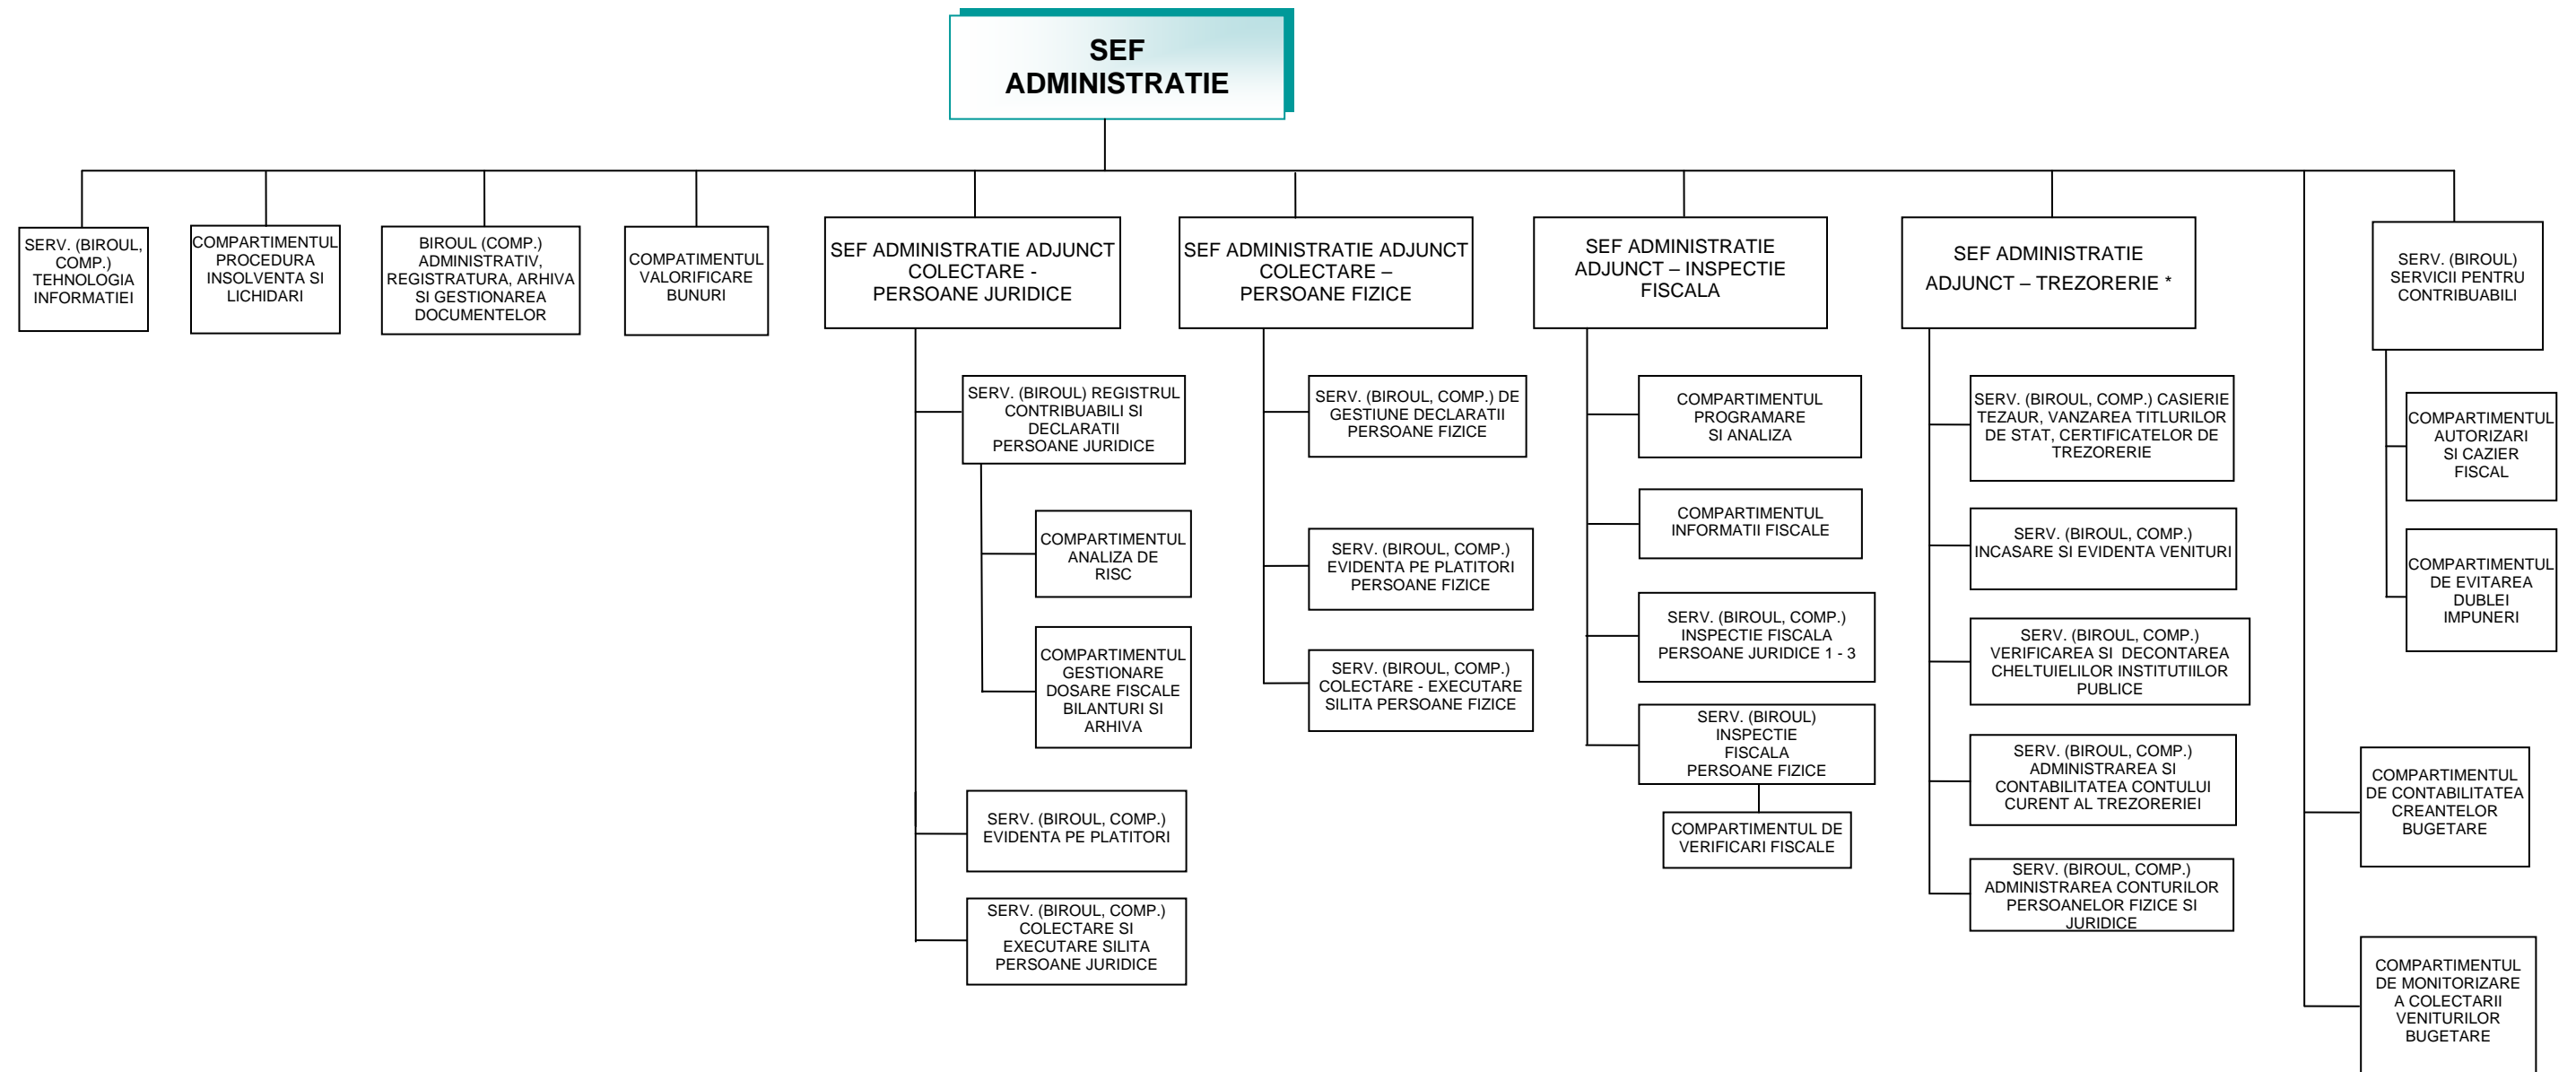 SEF
ADMINISTRATIE
SERV. (BIROUL,
COMP.)
TEHNOLOGIA
INFORMATIEI
COMPARTIMENTUL
PROCEDURA
INSOLVENTA SI
LICHIDARI
BIROUL (COMP.)
ADMINISTRATIV,
REGISTRATURA, ARHIVA
SI GESTIONAREA
DOCUMENTELOR
COMPATIMENTUL
VALORIFICARE
BUNURI
SEF ADMINISTRATIE ADJUNCT
COLECTARE -
PERSOANE JURIDICE
SEF ADMINISTRATIE ADJUNCT
COLECTARE –
PERSOANE FIZICE
SEF ADMINISTRATIE
ADJUNCT – INSPECTIE
FISCALA
SEF ADMINISTRATIE
ADJUNCT – TREZORERIE *
SERV. (BIROUL)
SERVICII PENTRU
CONTRIBUABILI
SERV. (BIROUL) REGISTRUL
CONTRIBUABILI SI
DECLARATII
PERSOANE JURIDICE
COMPARTIMENTUL
ANALIZA DE
RISC
COMPARTIMENTUL
GESTIONARE
DOSARE FISCALE
BILANTURI SI
ARHIVA
SERV. (BIROUL, COMP.)
EVIDENTA PE PLATITORI
SERV. (BIROUL, COMP.)
COLECTARE SI
EXECUTARE SILITA
PERSOANE JURIDICE
SERV. (BIROUL, COMP.) DE
GESTIUNE DECLARATII
PERSOANE FIZICE
SERV. (BIROUL, COMP.)
EVIDENTA PE PLATITORI
PERSOANE FIZICE
SERV. (BIROUL, COMP.)
COLECTARE - EXECUTARE
SILITA PERSOANE FIZICE
COMPARTIMENTUL
PROGRAMARE
SI ANALIZA
COMPARTIMENTUL
INFORMATII FISCALE
SERV. (BIROUL, COMP.)
INSPECTIE FISCALA
PERSOANE JURIDICE 1 - 3
SERV. (BIROUL)
INSPECTIE
FISCALA
PERSOANE FIZICE
COMPARTIMENTUL DE
VERIFICARI FISCALE
SERV. (BIROUL, COMP.) CASIERIE
TEZAUR, VANZAREA TITLURILOR
DE STAT, CERTIFICATELOR DE
TREZORERIE
SERV. (BIROUL, COMP.)
INCASARE SI EVIDENTA VENITURI
SERV. (BIROUL, COMP.)
VERIFICAREA SI  DECONTAREA
CHELTUIELILOR INSTITUTIILOR
PUBLICE
SERV. (BIROUL, COMP.)
ADMINISTRAREA SI
CONTABILITATEA CONTULUI
CURENT AL TREZORERIEI
SERV. (BIROUL, COMP.)
ADMINISTRAREA CONTURILOR
PERSOANELOR FIZICE SI
JURIDICE
COMPARTIMENTUL
AUTORIZARI
SI CAZIER
FISCAL
COMPARTIMENTUL
DE EVITAREA
DUBLEI
IMPUNERI
COMPARTIMENTUL
DE CONTABILITATEA
CREANTELOR
BUGETARE
COMPARTIMENTUL
DE MONITORIZARE
A COLECTARII
VENITURILOR
BUGETARE